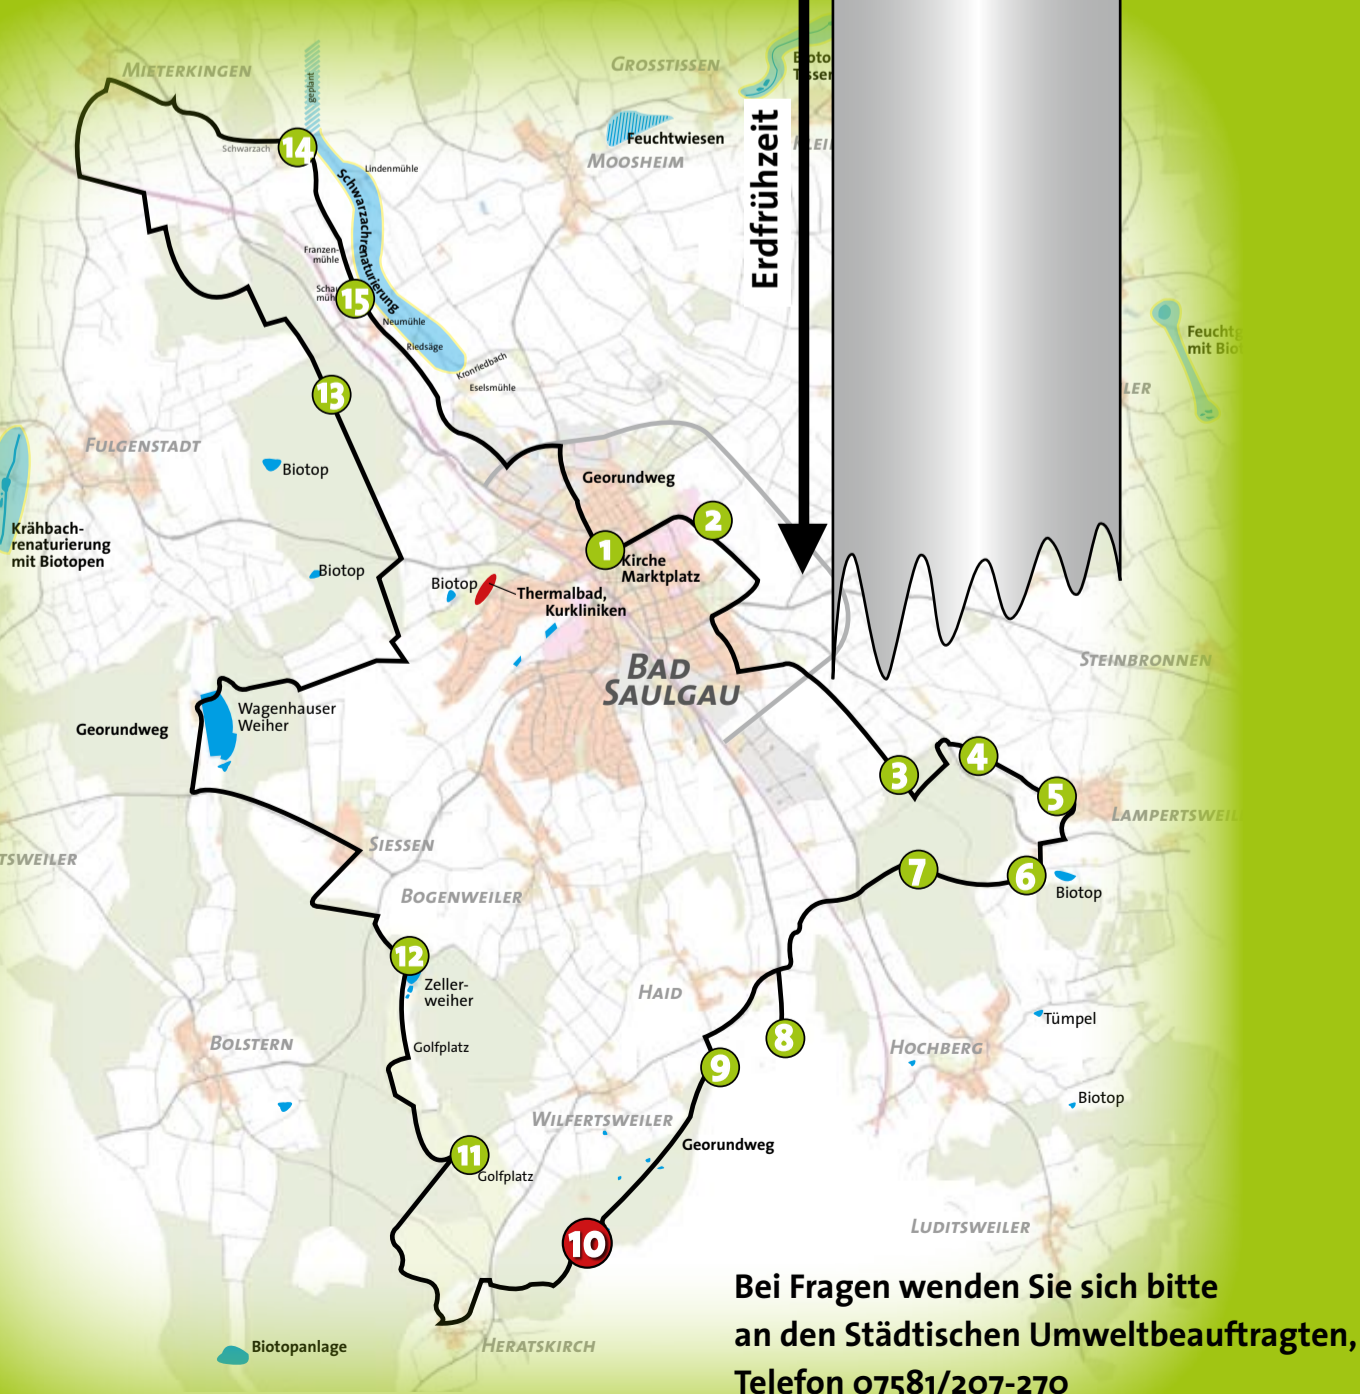 MIETERKINGEN
geplant
GROSSTISSEN
Feuchtwiesen
MOOSHEIM
Erdfrühzeit
Schwarzach
14
Lindenmühle
Schwarzachrenaturierung
Franzen-
mühle
15
Neumühle
Riedsäge
Kronriedbach
Eselsmühle
13
FULGENSTADT
Biotop
Krähbach-
renaturierung
mit Biotopen
Biotop
Georundweg
2
1
Kirche
Marktplatz
Biotop
Thermalbad,
Kurkliniken
BAD
SAULGAU
STEINBRONNEN
Georundweg
Wagenhauser
Weiher
3
4
5
6
7
Biotop
SIESSEN
BOGENWEILER
12
Zeller-
weiher
Golfplatz
BOLSTERN
HAID
8
9
HOCHBERG
Tümpel
Biotop
WILFERTSWEILER
Georundweg
11
Golfplatz
10
LUDITSWEILER
HERATSKIRCH
Biotopanlage
Bei Fragen wenden Sie sich bitte
an den Städtischen Umweltbeauftragten,
Telefon 07581/207-270